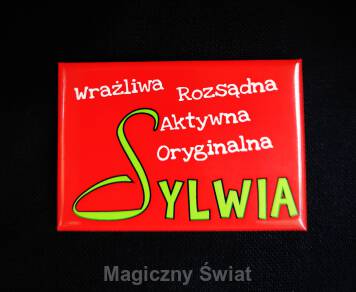 Wrażliwa Rozsądna
Aktywna
Oryginalna
SYLWIA
Magiczny Świat